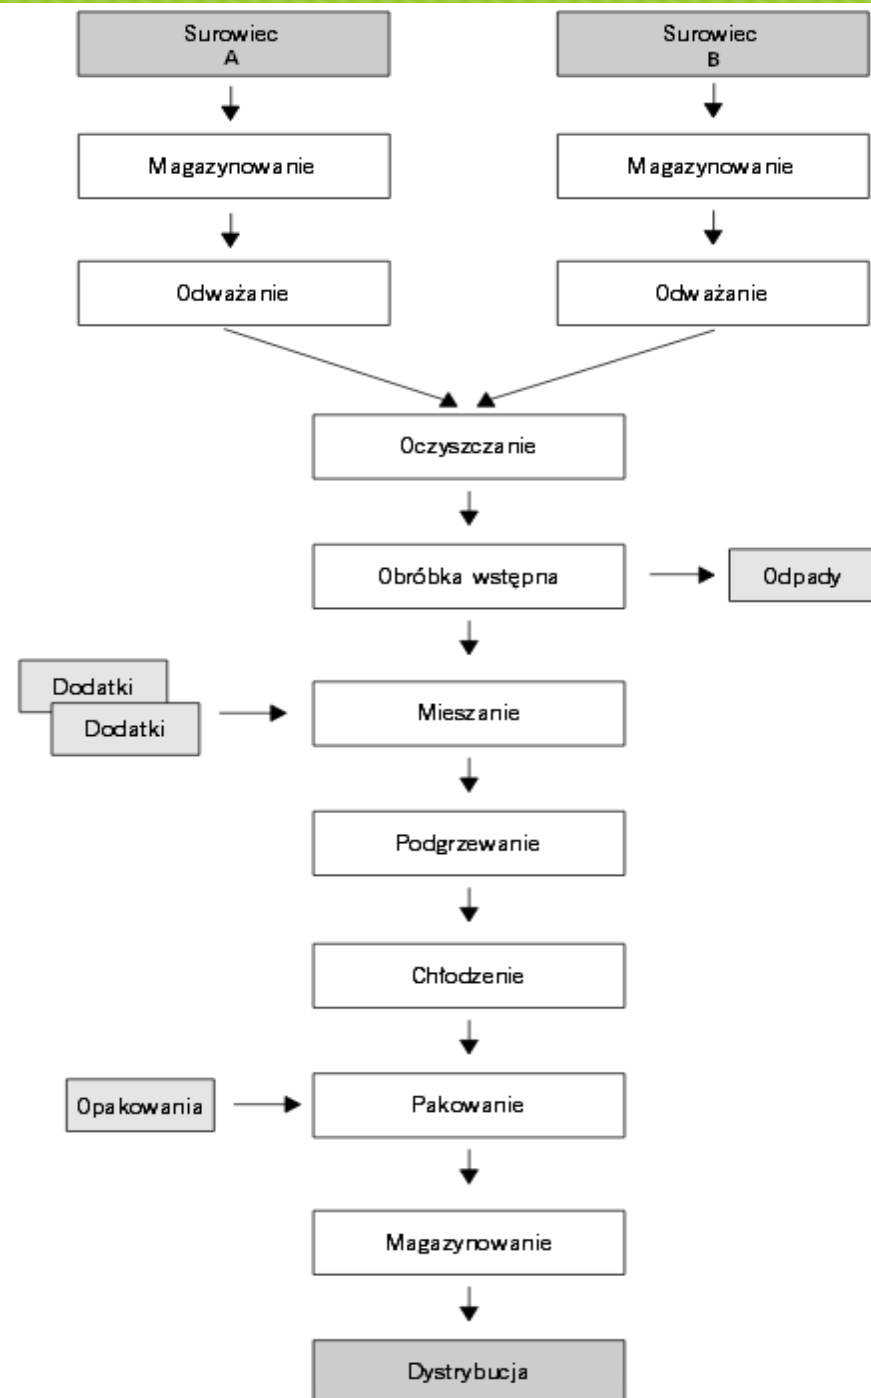 Surowiec
A
Surowiec
B
Magazynowanie
Magazynowanie
Odważanie
Odważanie
Oczyszczanie
Obróbka wstępna
Odpady
Dodatki
Dodatki
Mieszanie
Podgrzewanie
Chłodzenie
Opakowania
Pakowanie
Magazynowanie
Dystrybucja